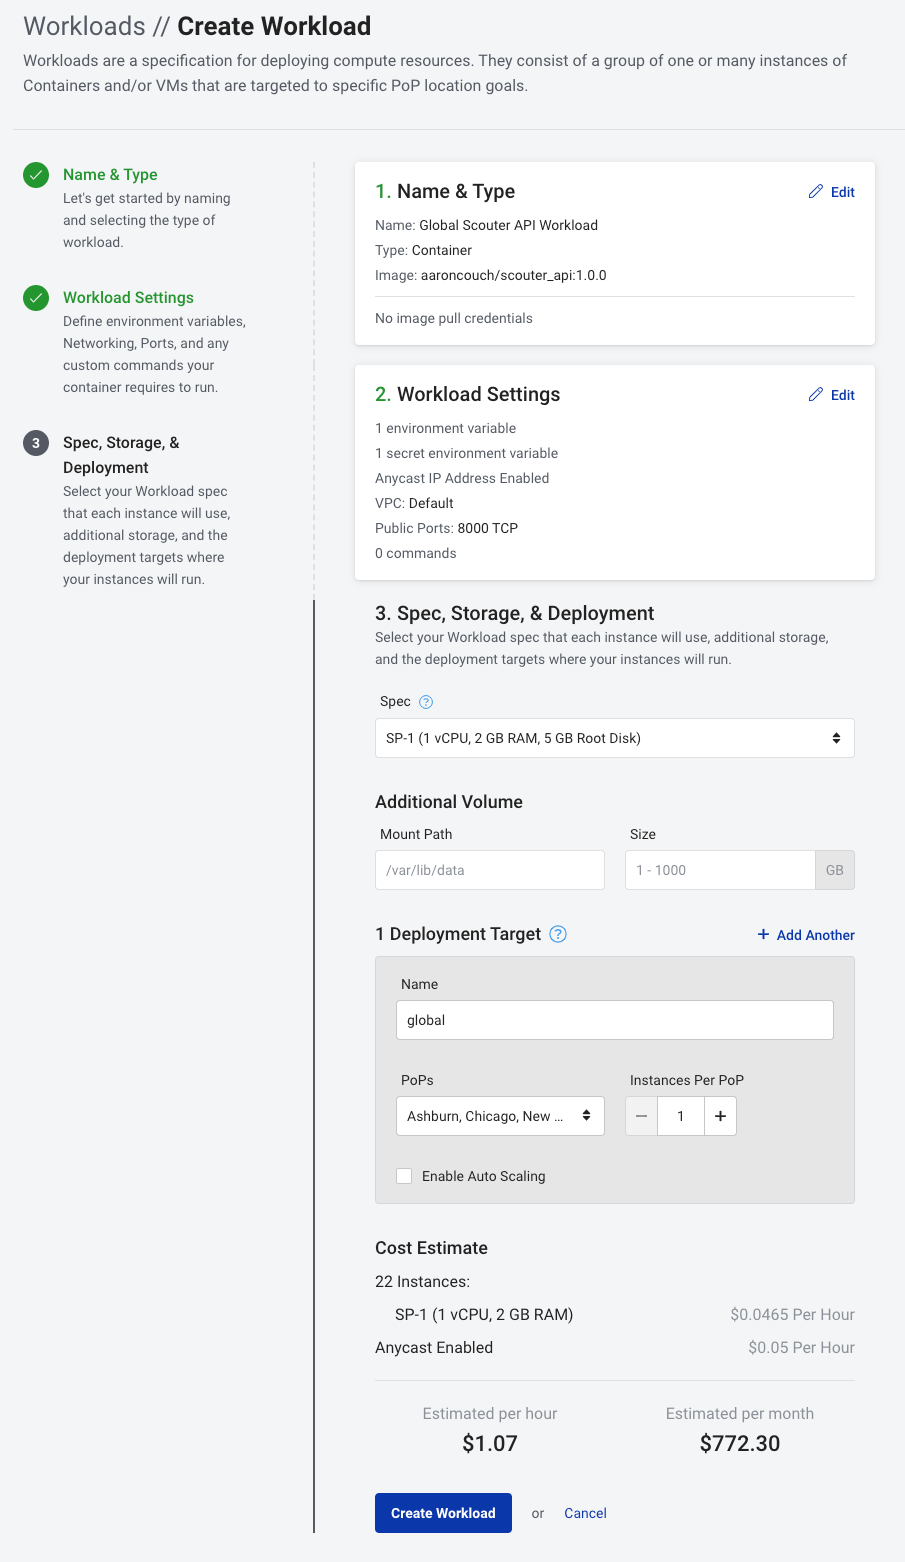 Workloads // Create Workload
Workloads are a specification for deploying compute resources. They consist of a group of one or many instances of
Containers and/or VMs that are targeted to specific PoP location goals.
Name & Type
Let's get started by naming
and selecting the type of
workload.
Workload Settings
Define environment variables,
Networking, Ports, and any
custom commands your
container requires to run.
3
Spec, Storage, &
Deployment
Select your Workload spec
that each instance will use,
additional storage, and the
deployment targets where
your instances will run.
1. Name & Type
Edit
Name: Global Scouter API Workload
Type: Container
Image: aaroncouch/scouter_api:1.0.0
No image pull credentials
2. Workload Settings
Edit
1 environment variable
1 secret environment variable
Anycast IP Address Enabled
VPC: Default
Public Ports: 8000 TCP
0 commands
3. Spec, Storage, & Deployment
Select your Workload spec that each instance will use, additional storage,
and the deployment targets where your instances will run.
Spec ?
SP-1 (1 vCPU, 2 GB RAM, 5 GB Root Disk)
Additional Volume
Mount Path Size
/var/lib/data 1 - 1000 GB
1 Deployment Target ? + Add Another
Name
global
PoPs Instances Per PoP
Ashburn, Chicago, New ... − 1 +
Enable Auto Scaling
Cost Estimate
22 Instances:
SP-1 (1 vCPU, 2 GB RAM) $0.0465 Per Hour
Anycast Enabled $0.05 Per Hour
Estimated per hour Estimated per month
$1.07 $772.30
Create Workload or Cancel